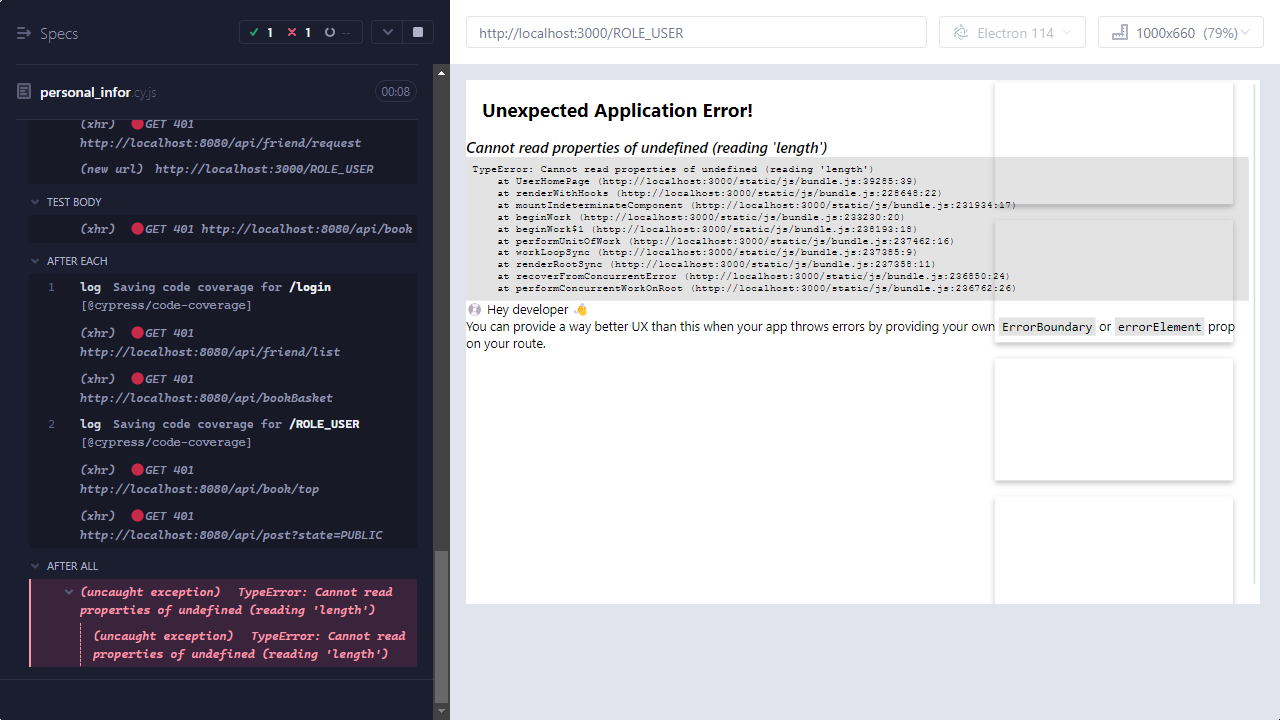 Specs
1
1
--
personal_infor.cy.js
00:08
(xhr) GET 401
http://localhost:8080/api/friend/request
(new url) http://localhost:3000/ROLE_USER
TEST BODY
(xhr) GET 401 http://localhost:8080/api/book
AFTER EACH
1 log Saving code coverage for /login
[@cypress/code-coverage]
(xhr) GET 401
http://localhost:8080/api/friend/list
(xhr) GET 401
http://localhost:8080/api/bookBasket
2 log Saving code coverage for /ROLE_USER
[@cypress/code-coverage]
(xhr) GET 401
http://localhost:8080/api/book/top
(xhr) GET 401
http://localhost:8080/api/post?state=PUBLIC
AFTER ALL
(uncaught exception) TypeError: Cannot read
properties of undefined (reading 'length')
(uncaught exception) TypeError: Cannot read
properties of undefined (reading 'length')
http://localhost:3000/ROLE_USER
Electron 114
1000x660 (79%)
Unexpected Application Error!
Cannot read properties of undefined (reading 'length')
TypeError: Cannot read properties of undefined (reading 'length')
at UserHomePage (http://localhost:3000/static/js/bundle.js:39285:39)
at renderWithHooks (http://localhost:3000/static/js/bundle.js:228648:22)
at mountIndeterminateComponent (http://localhost:3000/static/js/bundle.js:231934:17)
at beginWork (http://localhost:3000/static/js/bundle.js:233230:20)
at beginWork$1 (http://localhost:3000/static/js/bundle.js:238193:18)
at performUnitOfWork (http://localhost:3000/static/js/bundle.js:237462:16)
at workLoopSync (http://localhost:3000/static/js/bundle.js:237385:9)
at renderRootSync (http://localhost:3000/static/js/bundle.js:237358:11)
at recoverFromConcurrentError (http://localhost:3000/static/js/bundle.js:236850:24)
at performConcurrentWorkOnRoot (http://localhost:3000/static/js/bundle.js:236762:26)
Hey developer 👋
You can provide a way better UX than this when your app throws errors by providing your own ErrorBoundary or errorElement prop
on your route.